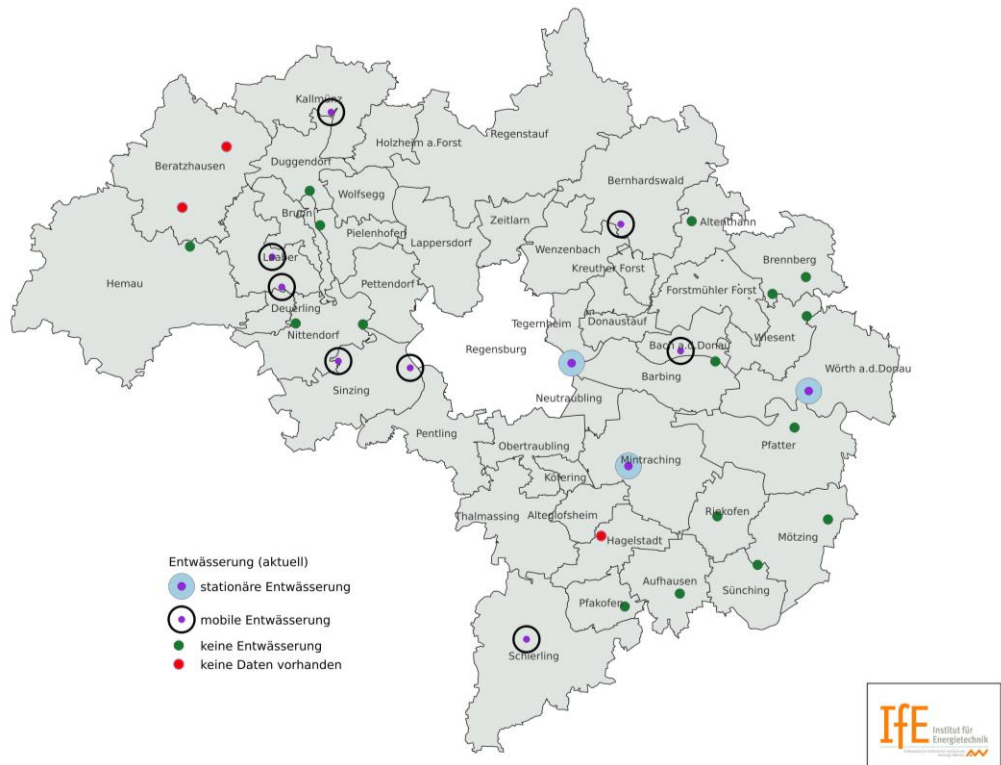 Kallmünz
Regenstauf
Holzheim a.Forst
Beratzhausen
Duggendorf
Bernhardswald
Wolfsegg
Brunn
Zeitlarn
Altenthann
Pielenhofen
Lappersdorf
Wenzenbach
Laaber
Brennberg
Kreuther Forst
Hemau
Pettendorf
Forstmühler Forst
Deuerling
Tegernheim
Donaustauf
Nittendorf
Wiesent
Regensburg
Bach a.d.Donau
Wörth a.d.Donau
Barbing
Sinzing
Neutraubling
Pentling
Obertraubling
Pfatter
Mintraching
Köfering
Riekofen
Thalmassing
Alteglofsheim
Mötzing
Hagelstadt
Aufhausen
Sünching
Pfakofen
Schierling
Entwässerung (aktuell)
stationäre Entwässerung
mobile Entwässerung
keine Entwässerung
keine Daten vorhanden
IfE
Institut für
Energietechnik